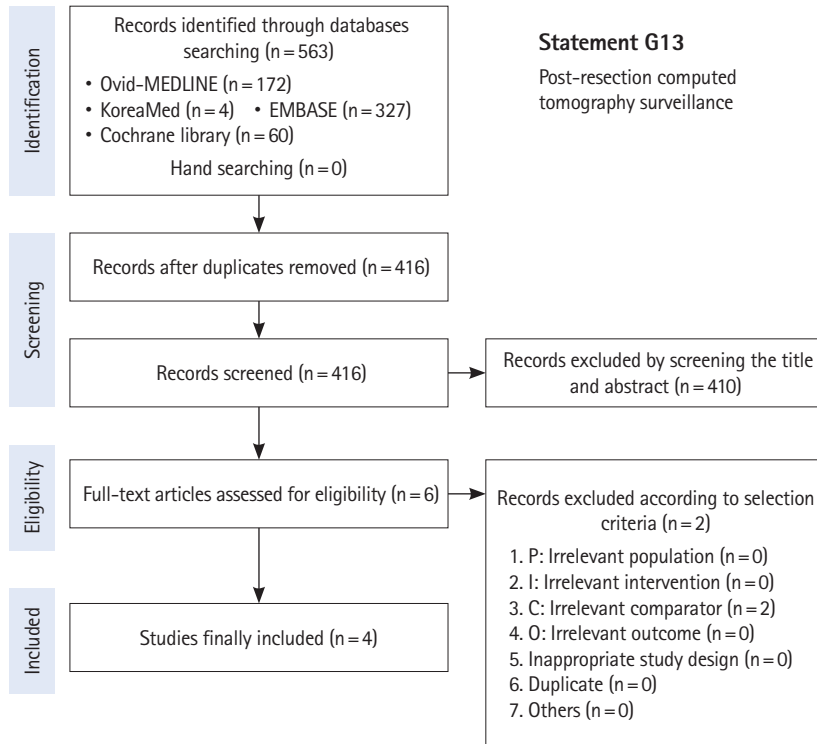 Identification
Records identified through databases
searching (n=563)
• Ovid-MEDLINE (n=172)
• KoreaMed (n=4) • EMBASE (n=327)
• Cochrane library (n=60)
Hand searching (n=0)
Statement G13
Post-resection computed
tomography surveillance
Screening
Records after duplicates removed (n=416)
Records screened (n=416)
Records excluded by screening the title
and abstract (n=410)
Eligibility
Full-text articles assessed for eligibility (n=6)
Records excluded according to selection
criteria (n=2)
1. P: Irrelevant population (n=0)
2. I: Irrelevant intervention (n=0)
3. C: Irrelevant comparator (n=2)
4. O: Irrelevant outcome (n=0)
5. Inappropriate study design (n=0)
6. Duplicate (n=0)
7. Others (n=0)
Included
Studies finally included (n=4)